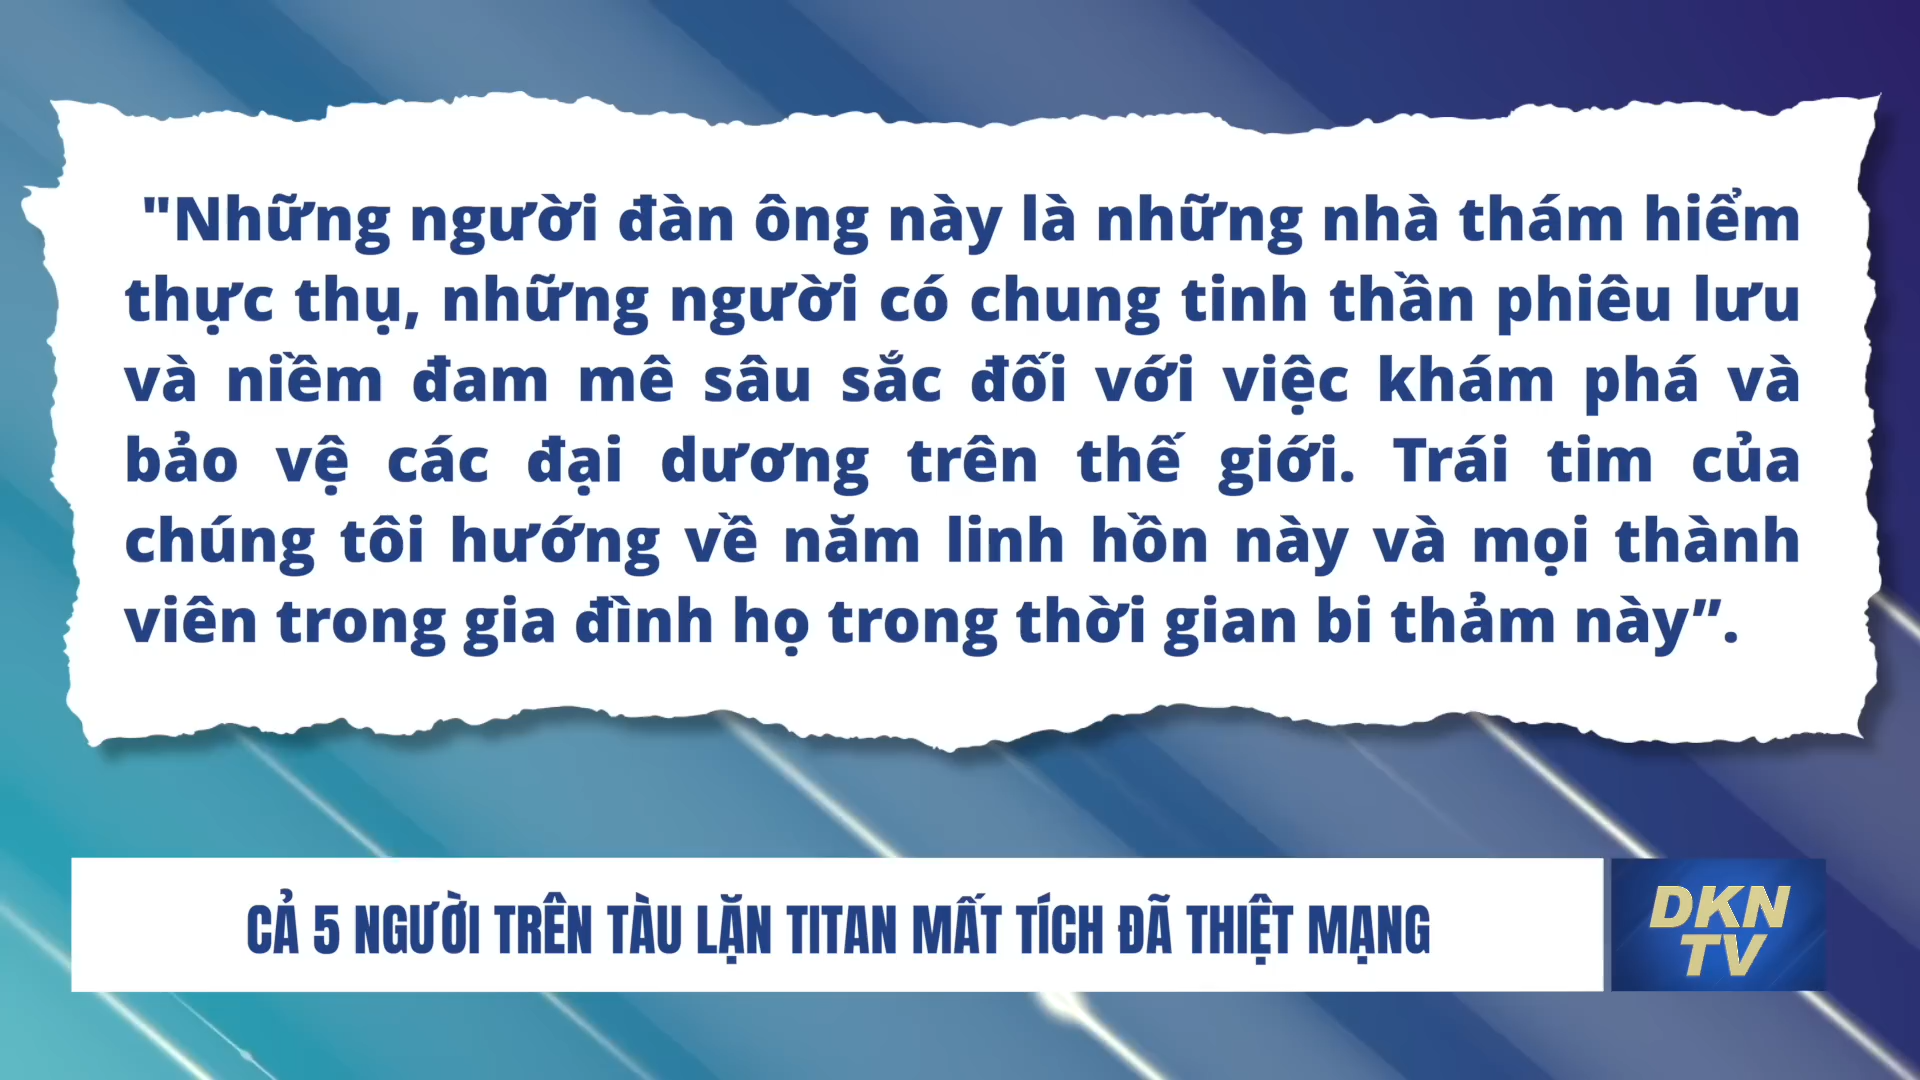 "Những người đàn ông này là những nhà thám hiểm
thực thụ, những người có chung tinh thần phiêu lưu
và niềm đam mê sâu sắc đối với việc khám phá và
bảo vệ các đại dương trên thế giới. Trái tim của
chúng tôi hướng về năm linh hồn này và mọi thành
viên trong gia đình họ trong thời gian bi thảm này”.
CẢ 5 NGƯỜI TRÊN TÀU LẶN TITAN MẤT TÍCH ĐÃ THIỆT MẠNG
DKN
TV